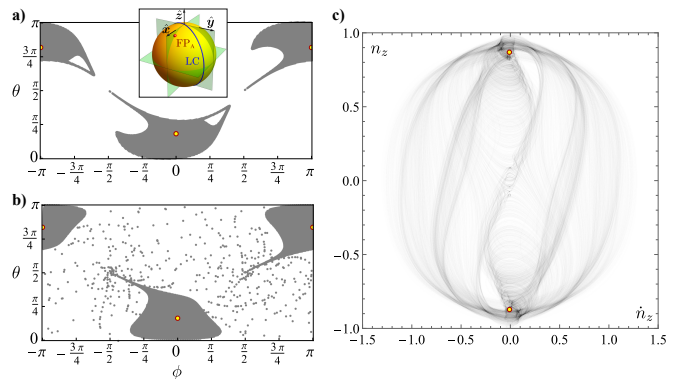 a)
π
3π/4
θ π/2
π/4
0
-π -3π/4 -π/2 -π/4 0 π/4 π/2 3π/4 π
ẑ
x̂ ŷ
FP_A
LC
b)
π
3π/4
θ π/2
π/4
0
-π -3π/4 -π/2 -π/4 0 π/4 π/2 3π/4 π
ϕ
c)
1.0
n_z
0.5
0.0
-0.5
ṅ_z
-1.0
-1.5 -1.0 -0.5 0.0 0.5 1.0 1.5